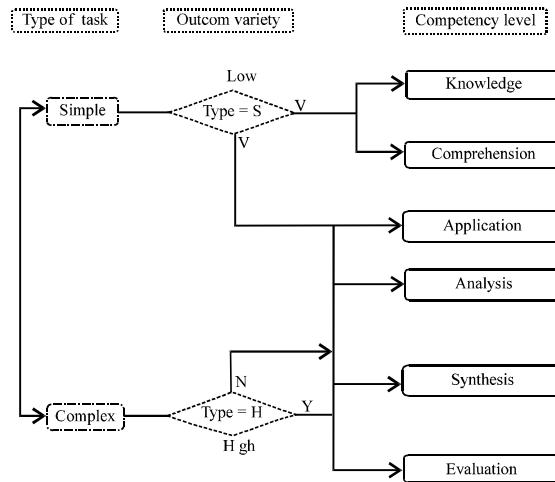 Type of task
Outcom variety
Competency level
Low
Knowledge
Simple
Type = S
V
V
Comprehension
Application
Analysis
N
Synthesis
Complex
Type = H
Y
H gh
Evaluation